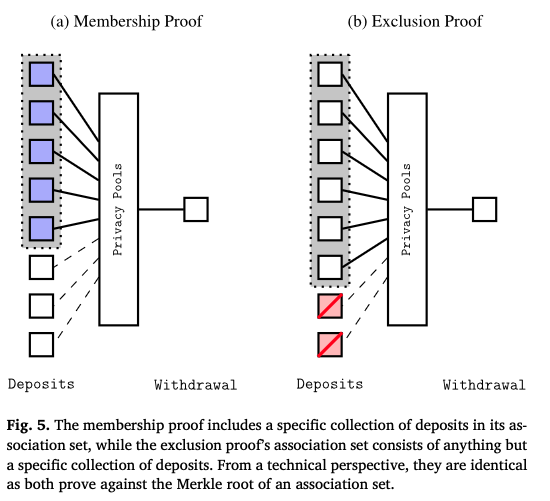 (a) Membership Proof
(b) Exclusion Proof
Privacy Pools
Privacy Pools
Deposits
Withdrawal
Deposits
Withdrawal
Fig. 5. The membership proof includes a specific collection of deposits in its as-
sociation set, while the exclusion proof's association set consists of anything but
a specific collection of deposits. From a technical perspective, they are identical
as both prove against the Merkle root of an association set.